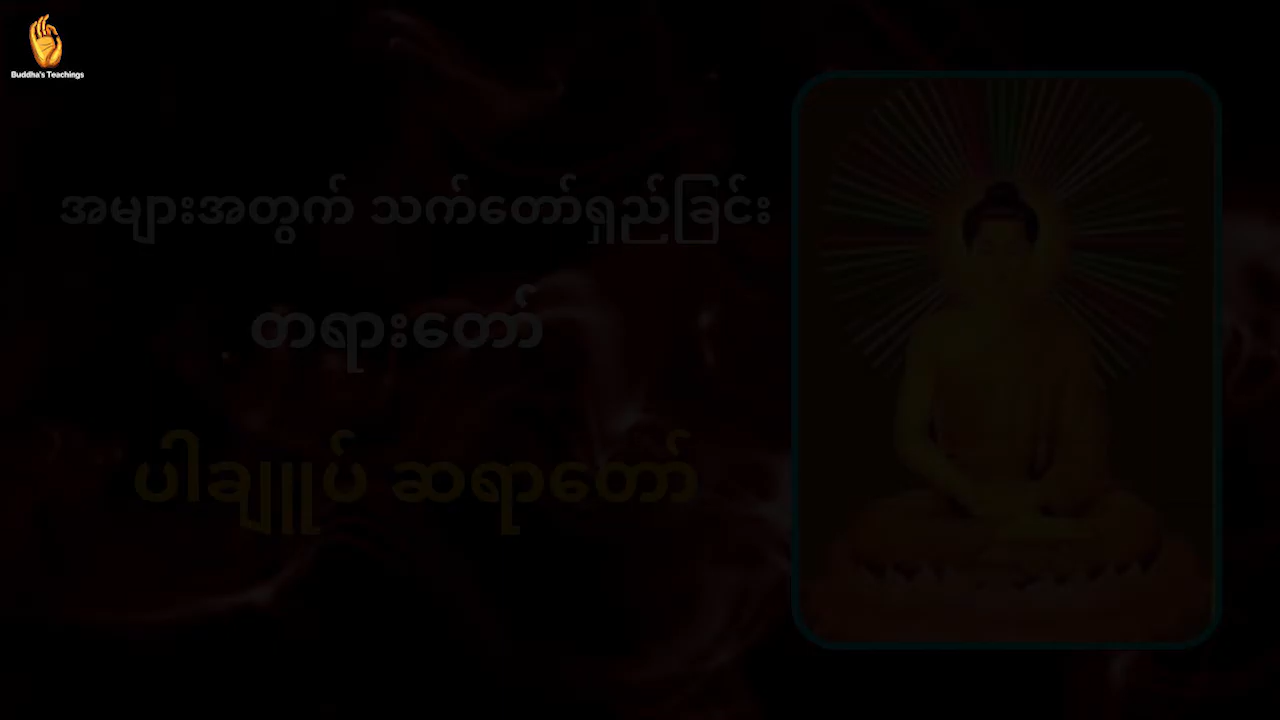 Buddha's Teachings
အများအတွက် သက်တော်ရှည်ခြင်း
တရားတော်
ပါချျူပ် ဆရာတော်